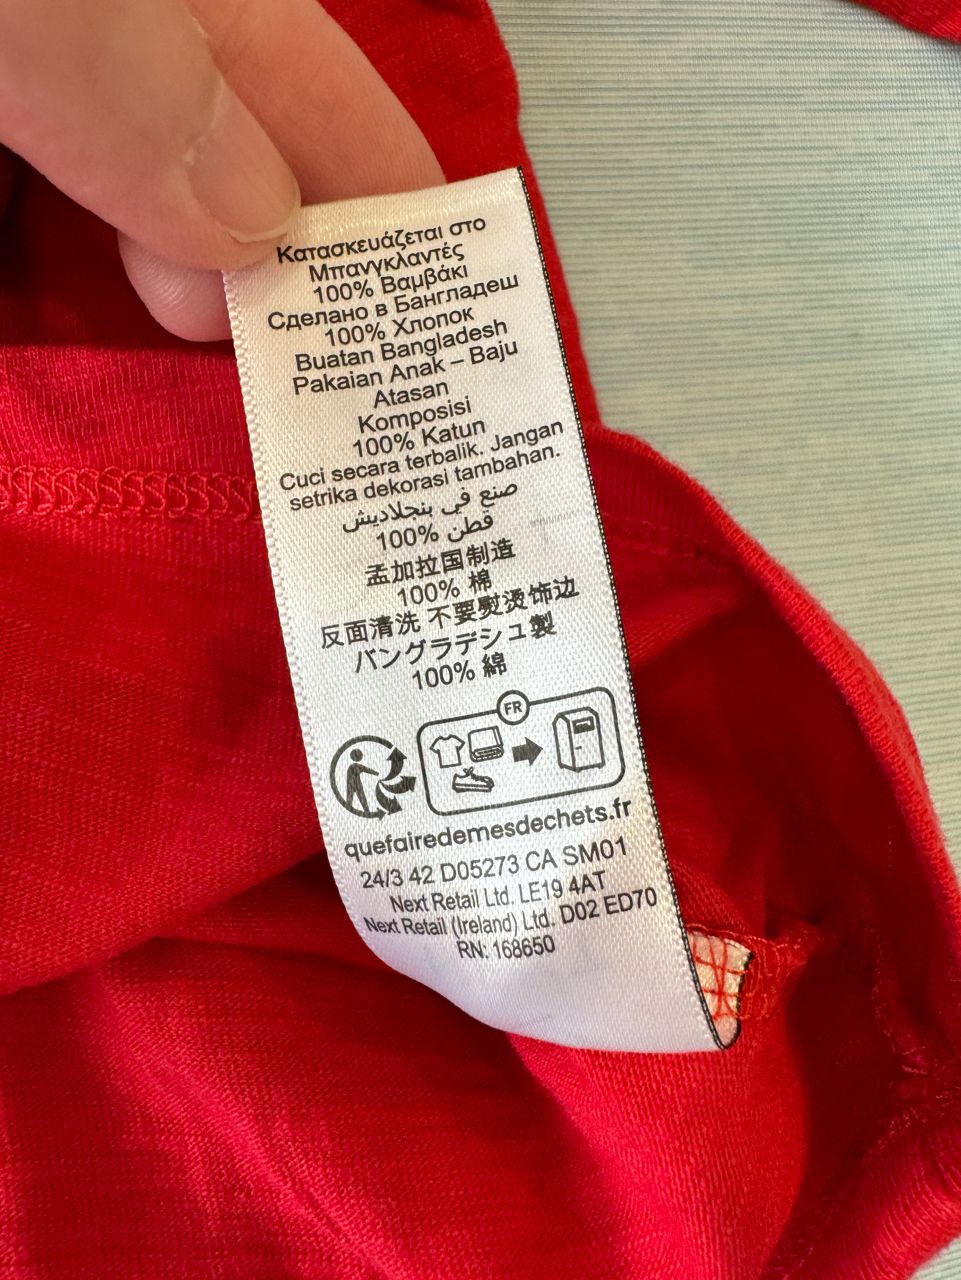 Κατασκευάζεται στο
Μπανγκλαντές
100% Βαμβάκι
Сделано в Бангладеш
100% Хлопок
Buatan Bangladesh
Pakaian Anak – Baju
Atasan
Komposisi
100% Katun
Cuci secara terbalik. Jangan
setrika dekorasi tambahan.
صنع في بنجلاديش
100% قطن
孟加拉国制造
100% 棉
反面清洗 不要熨烫饰边
バングラデシュ製
100% 綿
FR
quefairedemesdechets.fr
24/3 42 D05273 CA SM01
Next Retail Ltd. LE19 4AT
Next Retail (Ireland) Ltd. D02 ED70
RN: 168650